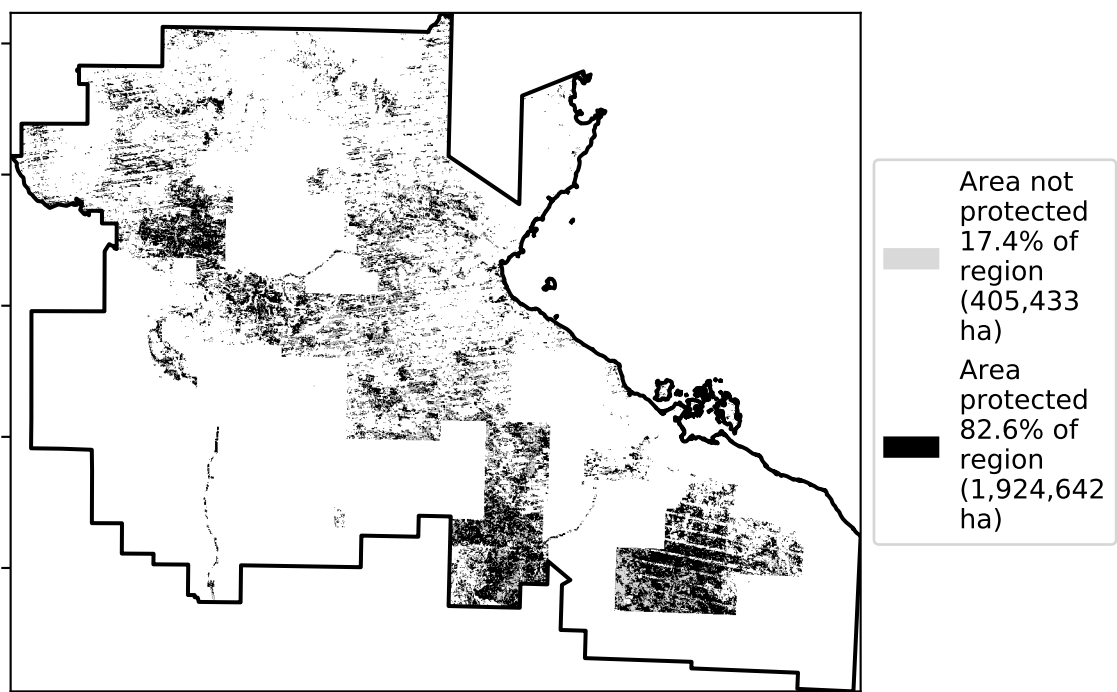 Area not
protected
17.4% of
region
(405,433
ha)
Area
protected
82.6% of
region
(1,924,642
ha)